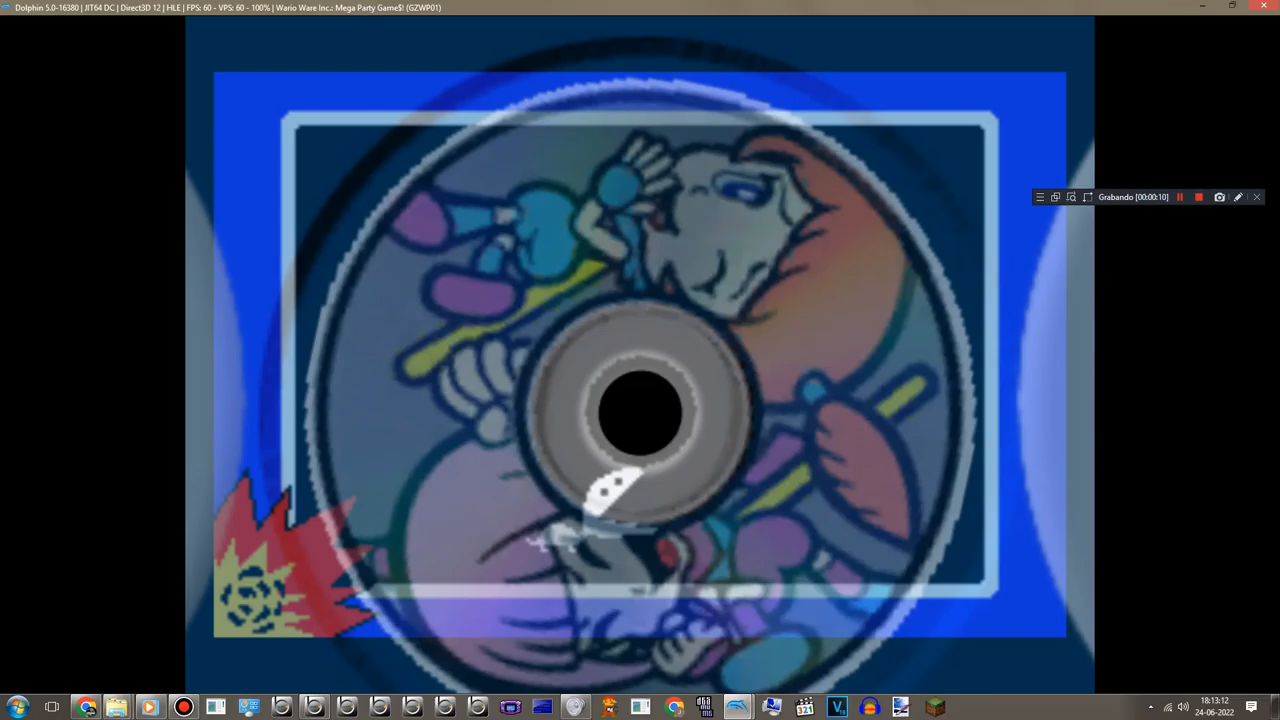 Dolphin 5.0-16380 | JIT64 DC | Direct3D 12 | HLE | FPS: 60 - VPS: 60 - 100% | Wario Ware Inc.: Mega Party Game$! (GZWP01)
Grabando [00:00:10]
321
18:13:12
24-06-2022